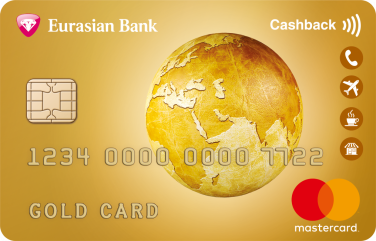 Eurasian Bank
Cashback
1234 0000 0000 7722
GOLD CARD
mastercard.